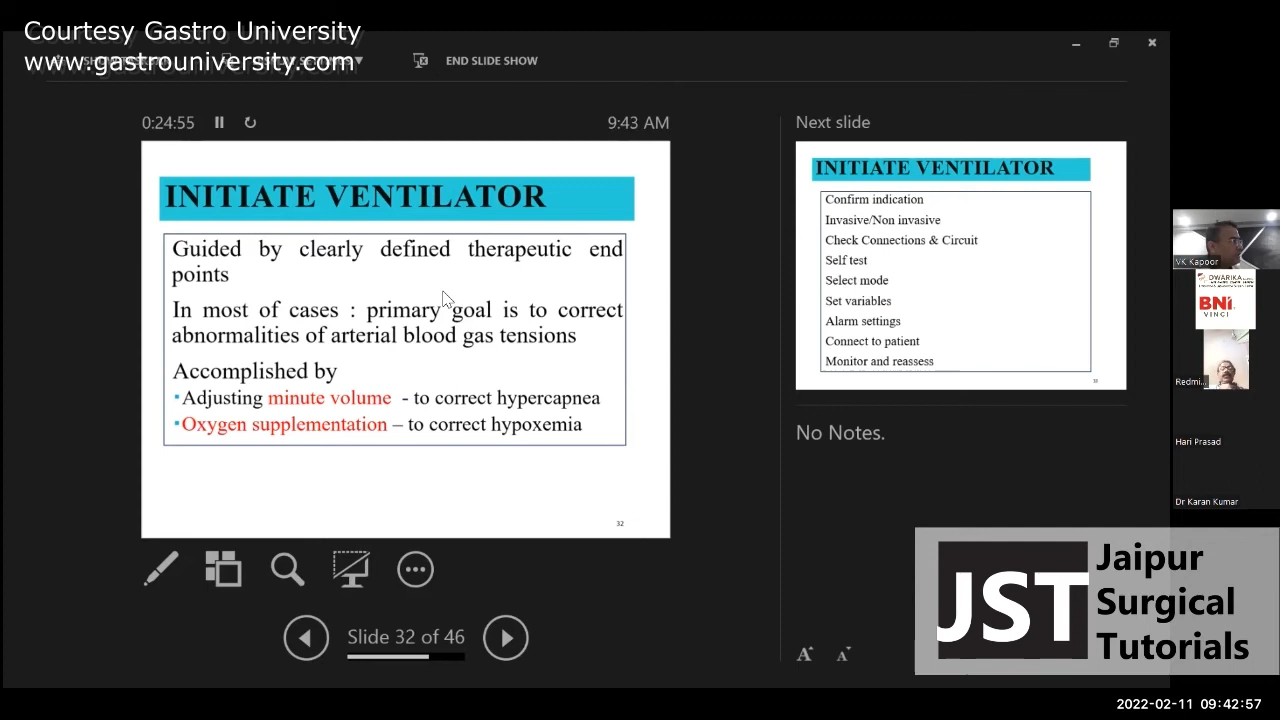 Courtesy Gastro University
www.gastrouniversity.com
END SLIDE SHOW
0:24:55
9:43 AM
INITIATE VENTILATOR
Guided by clearly defined therapeutic end
points
In most of cases : primary goal is to correct
abnormalities of arterial blood gas tensions
Accomplished by
▪Adjusting minute volume - to correct hypercapnea
▪Oxygen supplementation – to correct hypoxemia
32
Slide 32 of 46
Next slide
INITIATE VENTILATOR
Confirm indication
Invasive/Non invasive
Check Connections & Circuit
Self test
Select mode
Set variables
Alarm settings
Connect to patient
Monitor and reassess
No Notes.
A A
VK Kapoor
DWARIKA
BNI
VINCI
Redmi...
Hari Prasad
Dr Karan Kumar
JST
Jaipur
Surgical
Tutorials
2022-02-11 09:42:57